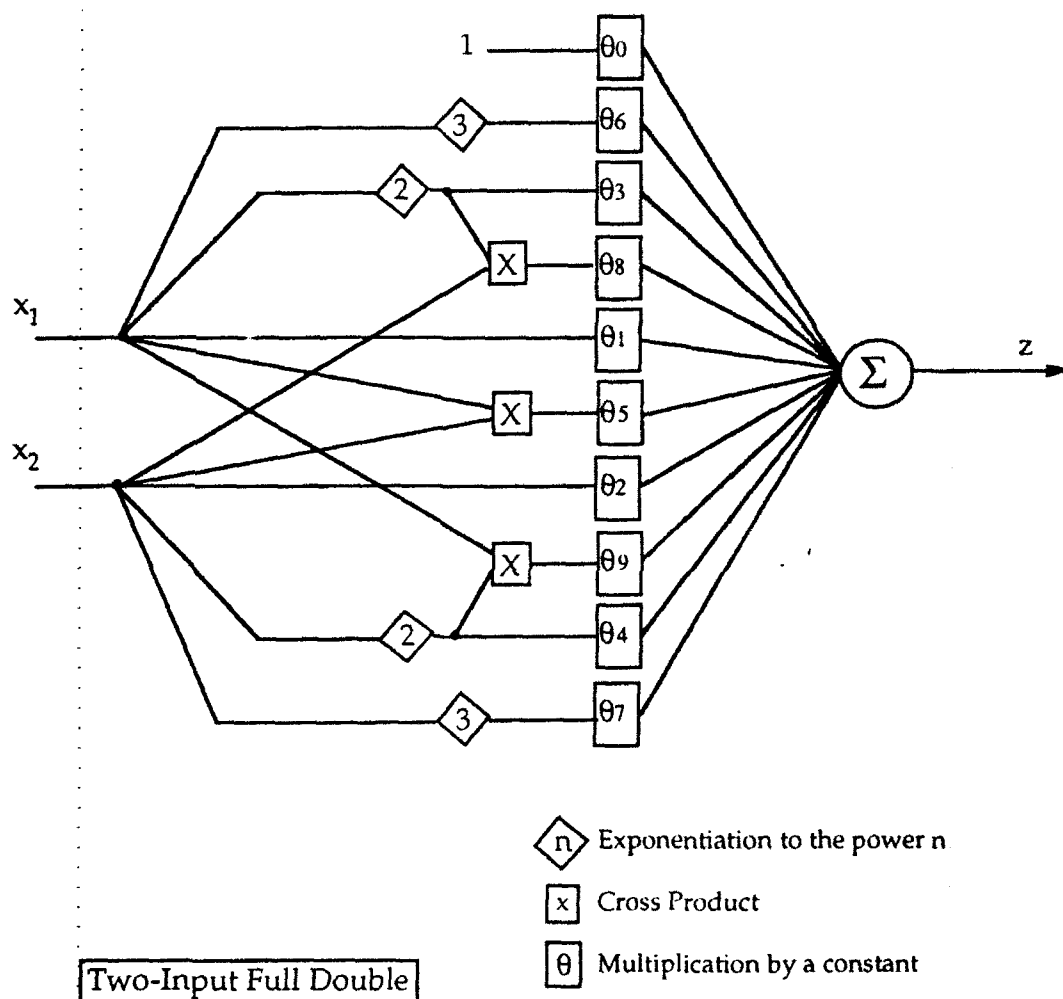 1
θ0
3
θ6
2
θ3
X
θ8
x1
θ1
Σ
z
X
θ5
x2
θ2
X
θ9
2
θ4
3
θ7
n Exponentiation to the power n
x Cross Product
θ Multiplication by a constant
Two-Input Full Double